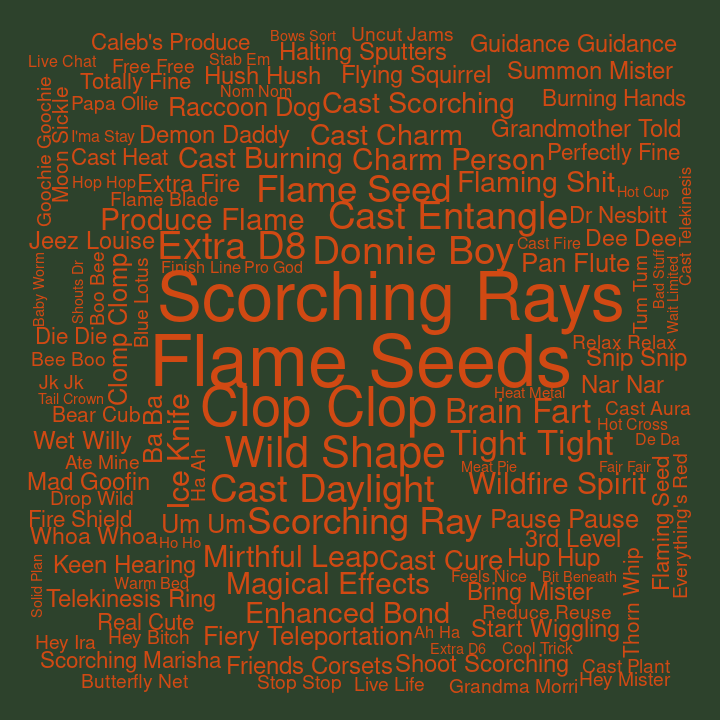 Bows Sort
Uncut Jams
Caleb's Produce
Halting Sputters
Guidance Guidance
Live Chat
Free Free
Stab Em
Hush Hush
Flying Squirrel
Summon Mister
Totally Fine
Nom Nom
Goochie Goochie
Moon Sickle
Papa Ollie
Raccoon Dog
Cast Scorching
Burning Hands
I'ma Stay
Demon Daddy
Cast Charm
Grandmother Told
Cast Heat
Cast Burning
Charm Person
Perfectly Fine
Hop Hop
Extra Fire
Flame Seed
Flaming Shit
Hot Cup
Cast Telekinesis
Flame Blade
Produce Flame
Cast Entangle
Dr Nesbitt
Jeez Louise
Extra D8
Donnie Boy
Cast Fire
Dee Dee
Baby Worm
Shouts Dr
Boo Bee
Clomp Clomp
Blue Lotus
Finish Line
Pro God
Pan Flute
Tum Tum
Bad Stuff
Wait Limited
Scorching Rays
Die Die
Flame Seeds
Relax Relax
Bee Boo
Snip Snip
Jk Jk
Tail Crown
Clop Clop
Heat Metal
Nar Nar
Bear Cub
Ba Ba
Ice Knife
Brain Fart
Cast Aura
Hot Cross
Wet Willy
Wild Shape
Tight Tight
De Da
Ate Mine
Ha Ah
Meat Pie
Fair Fair
Mad Goofin
Cast Daylight
Wildfire Spirit
Flaming Seed
Everything's Red
Drop Wild
Fire Shield
Um Um
Scorching Ray
Pause Pause
Whoa Whoa
Ho Ho
3rd Level
Solid Plan
Keen Hearing
Mirthful Leap
Cast Cure
Hup Hup
Thorn Whip
Warm Bed
Magical Effects
Feels Nice
Bit Beneath
Telekinesis Ring
Bring Mister
Real Cute
Enhanced Bond
Reduce Reuse
Hey Ira
Hey Bitch
Fiery Teleportation
Ah Ha
Start Wiggling
Extra D6
Cool Trick
Scorching Marisha
Friends Corsets
Shoot Scorching
Cast Plant
Butterfly Net
Stop Stop
Live Life
Grandma Morri
Hey Mister